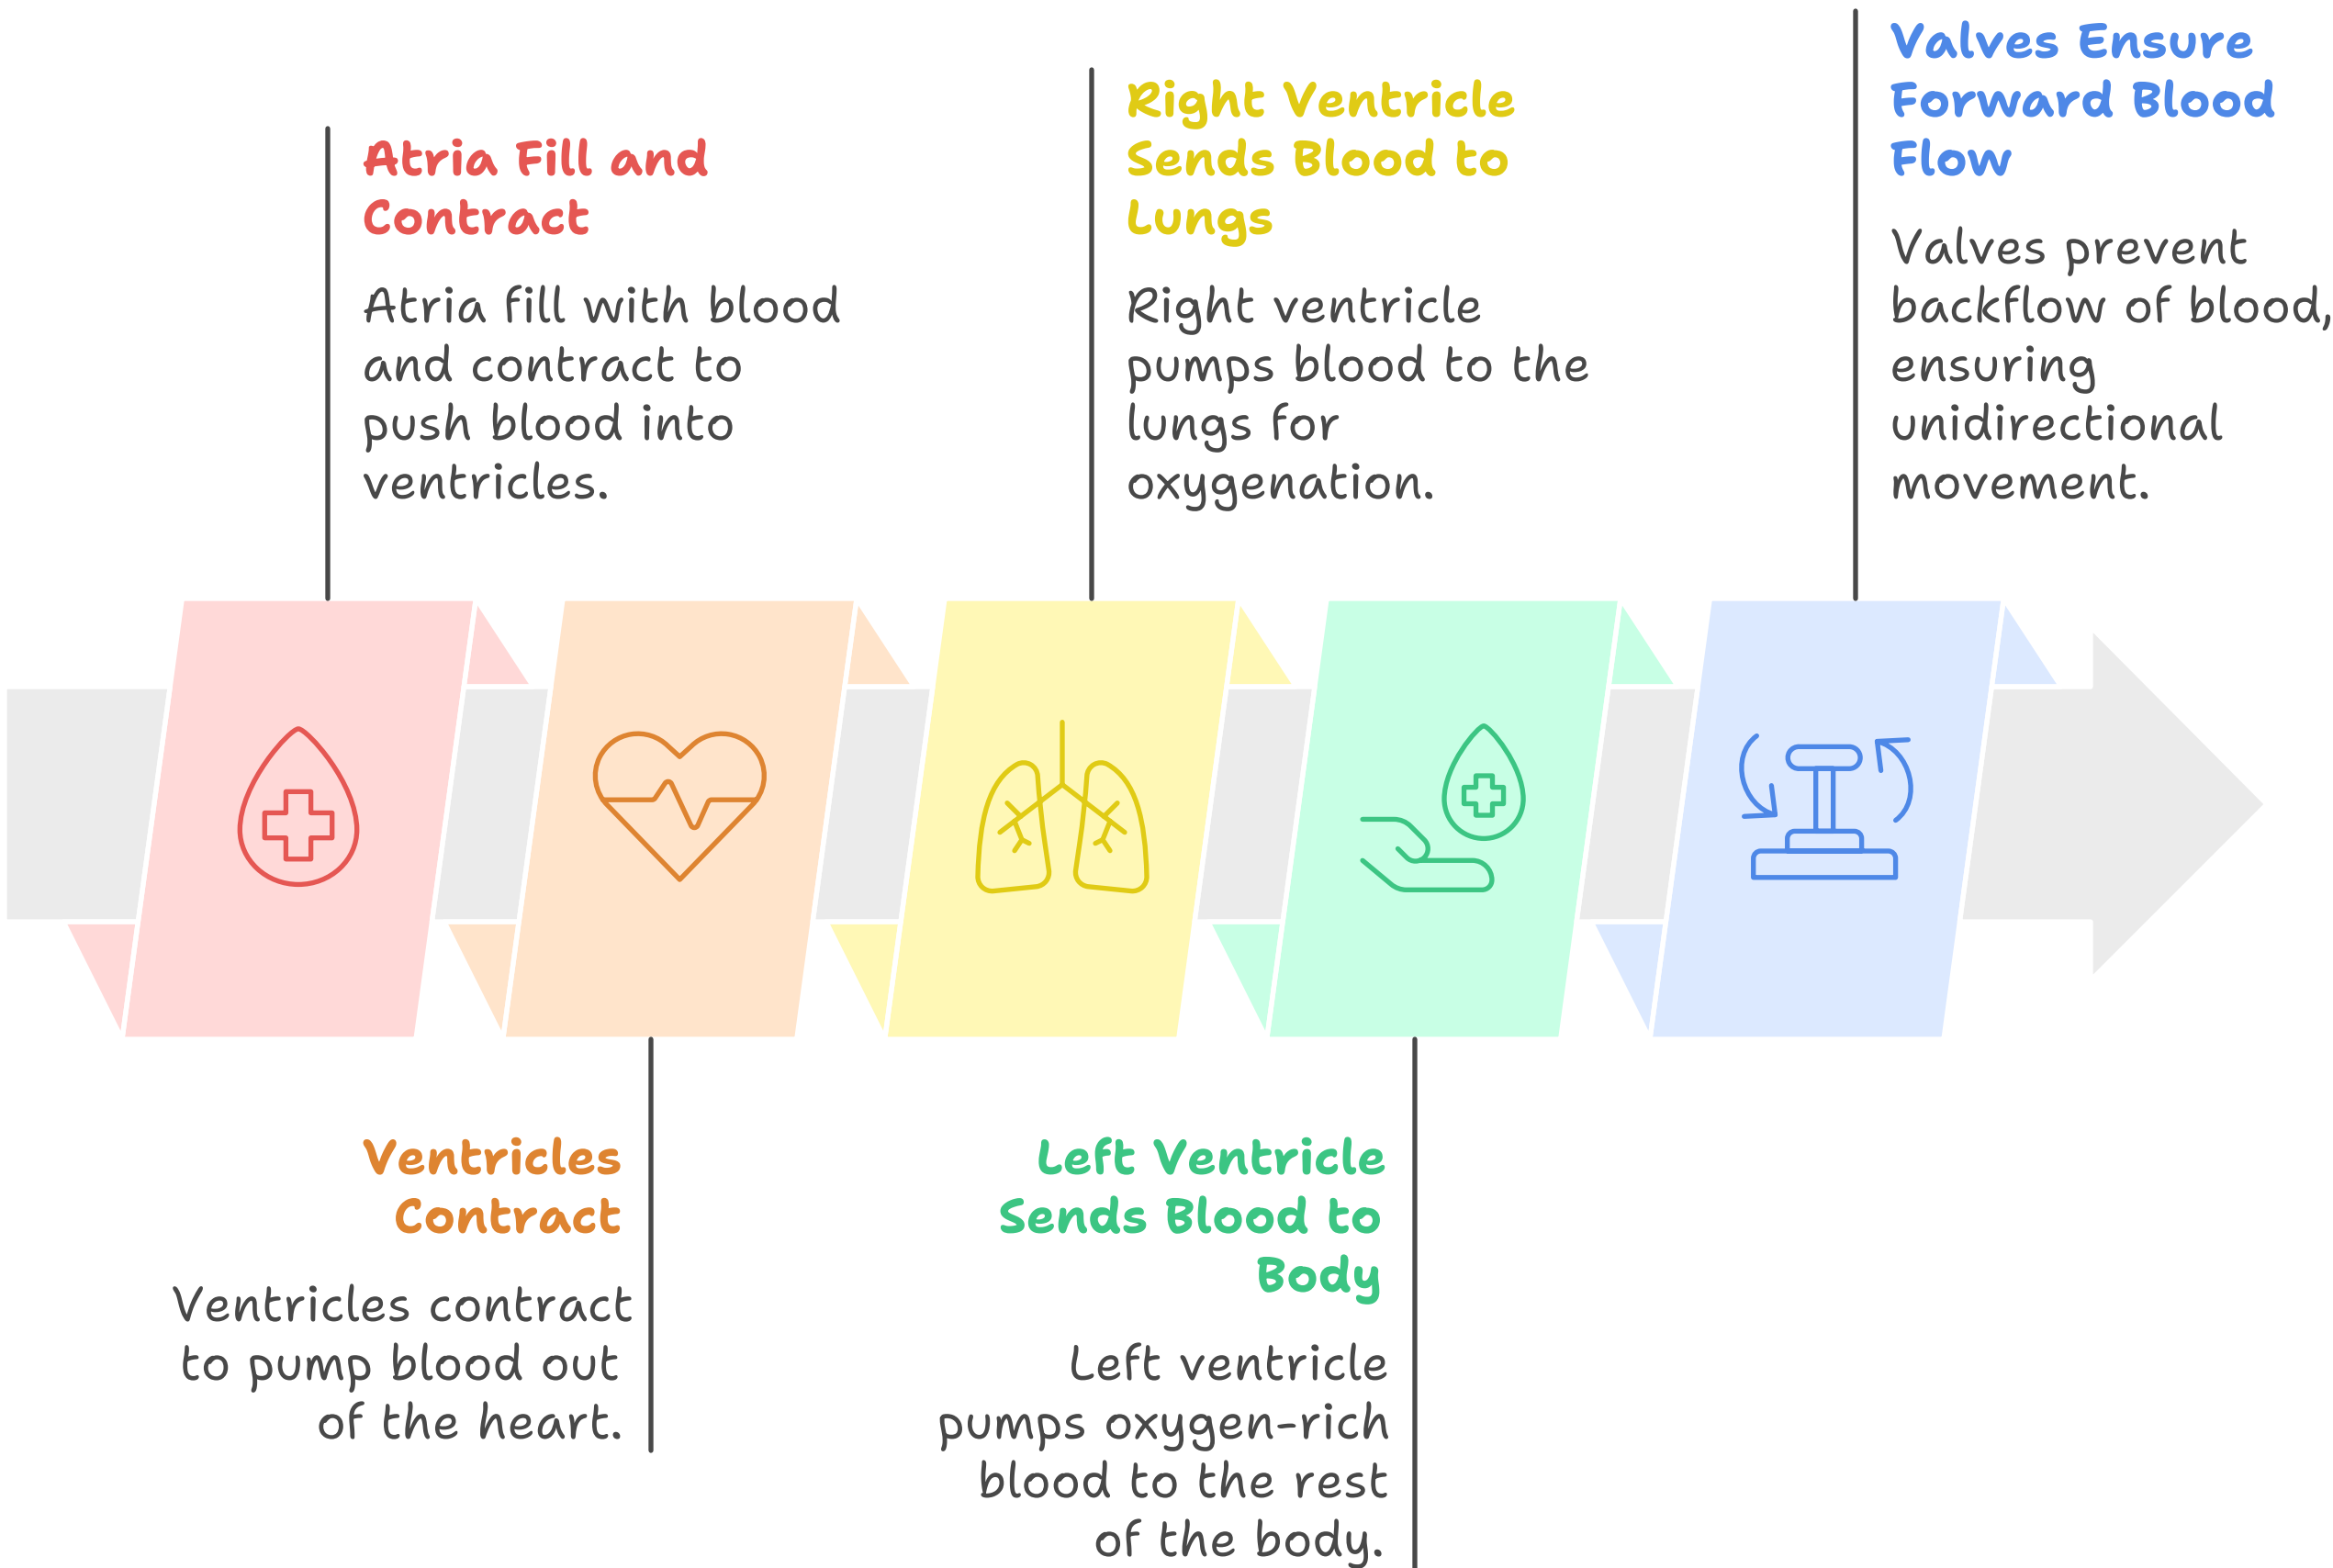 Atria Fill and
Contract
Atria fill with blood
and contract to
push blood into
ventricles.
Ventricles
Contract
Ventricles contract
to pump blood out
of the heart.
Right Ventricle
Sends Blood to
Lungs
Right ventricle
pumps blood to the
lungs for
oxygenation.
Left Ventricle
Sends Blood to
Body
Left ventricle
pumps oxygen-rich
blood to the rest
of the body.
Valves Ensure
Forward Blood
Flow
Valves prevent
backflow of blood,
ensuring
unidirectional
movement.